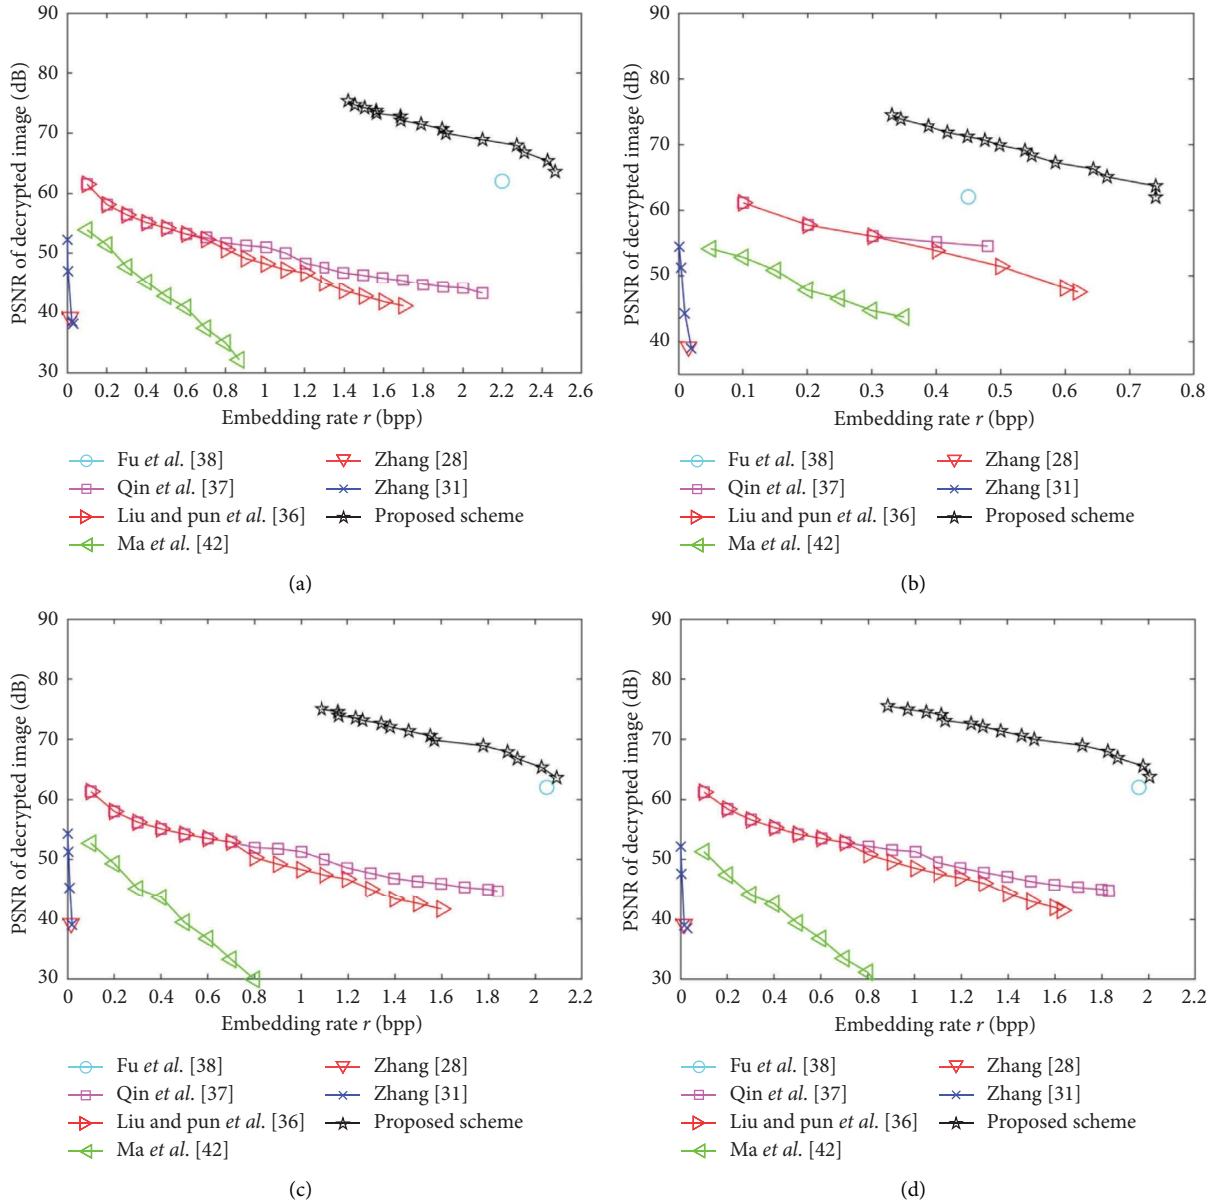 90
80
70
60
50
40
30
PSNR of decrypted image (dB)
0 0.2 0.4 0.6 0.8 1 1.2 1.4 1.6 1.8 2 2.2 2.4 2.6
Embedding rate r (bpp)
Fu et al. [38]
Qin et al. [37]
Liu and pun et al. [36]
Ma et al. [42]
Zhang [28]
Zhang [31]
Proposed scheme
(a)
90
80
70
60
50
40
PSNR of decrypted image (dB)
0 0.1 0.2 0.3 0.4 0.5 0.6 0.7 0.8
Embedding rate r (bpp)
Fu et al. [38]
Qin et al. [37]
Liu and pun et al. [36]
Ma et al. [42]
Zhang [28]
Zhang [31]
Proposed scheme
(b)
90
80
70
60
50
40
30
PSNR of decrypted image (dB)
0 0.2 0.4 0.6 0.8 1 1.2 1.4 1.6 1.8 2 2.2
Embedding rate r (bpp)
Fu et al. [38]
Qin et al. [37]
Liu and pun et al. [36]
Ma et al. [42]
Zhang [28]
Zhang [31]
Proposed scheme
(c)
90
80
70
60
50
40
30
PSNR of decrypted image (dB)
0 0.2 0.4 0.6 0.8 1 1.2 1.4 1.6 1.8 2 2.2
Embedding rate r (bpp)
Fu et al. [38]
Qin et al. [37]
Liu and pun et al. [36]
Ma et al. [42]
Zhang [28]
Zhang [31]
Proposed scheme
(d)